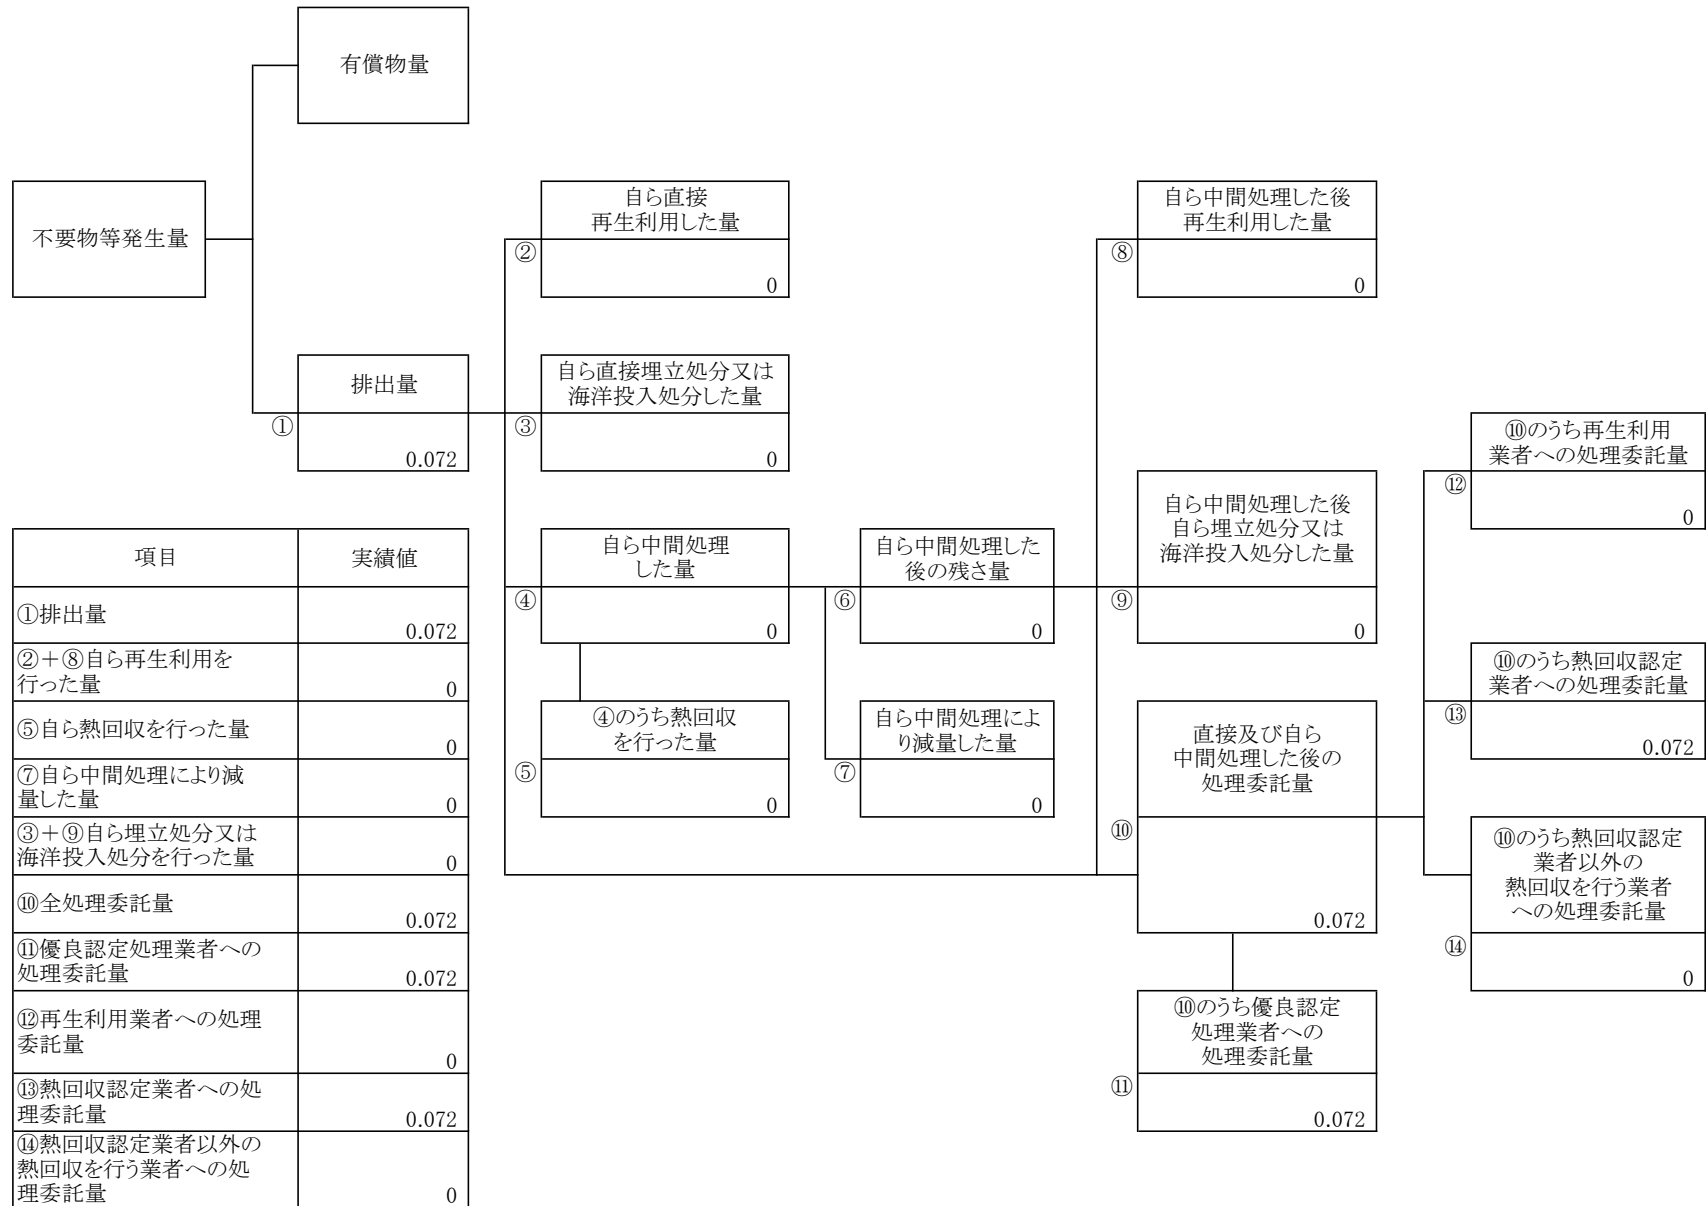 有償物量
不要物等発生量
自ら直接
再生利用した量
②
0
自ら中間処理した後
再生利用した量
⑧
0
排出量
①
0.072
自ら直接埋立処分又は
海洋投入処分した量
③
0
⑩のうち再生利用
業者への処理委託量
⑫
0
自ら中間処理
した量
④
0
自ら中間処理した
後の残さ量
⑥
0
自ら中間処理した後
自ら埋立処分又は
海洋投入処分した量
⑨
0
⑩のうち熱回収認定
業者への処理委託量
⑬
0.072
④のうち熱回収
を行った量
⑤
0
自ら中間処理によ
り減量した量
⑦
0
直接及び自ら
中間処理した後の
処理委託量
⑩
0.072
⑩のうち熱回収認定
業者以外の
熱回収を行う業者
への処理委託量
⑭
0
⑩のうち優良認定
処理業者への
処理委託量
⑪
0.072
項目 実績値
①排出量
0.072
②＋⑧自ら再生利用を
行った量
0
⑤自ら熱回収を行った量
0
⑦自ら中間処理により減
量した量
0
③＋⑨自ら埋立処分又は
海洋投入処分を行った量
0
⑩全処理委託量
0.072
⑪優良認定処理業者への
処理委託量
0.072
⑫再生利用業者への処理
委託量
0
⑬熱回収認定業者への処
理委託量
0.072
⑭熱回収認定業者以外の
熱回収を行う業者への処
理委託量
0